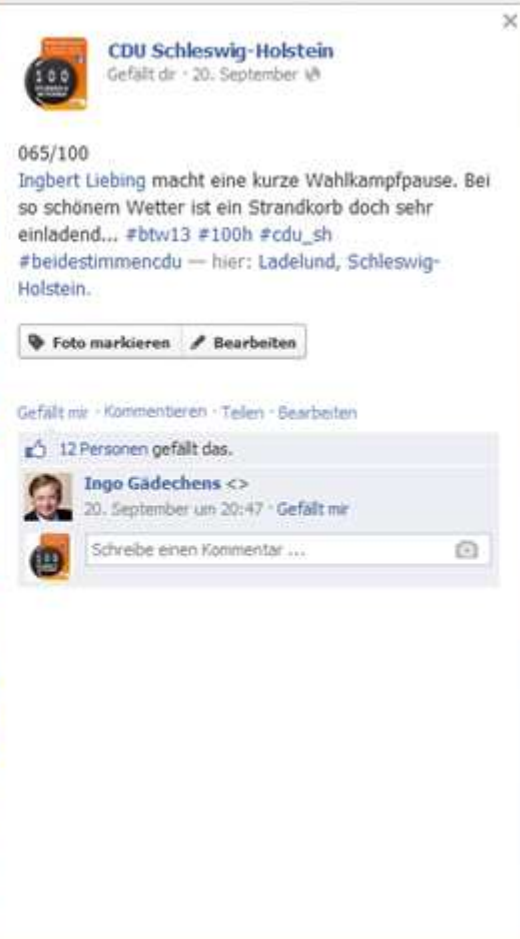 CDU Schleswig-Holstein
Gefällt dir · 20. September
100
065/100
Ingbert Liebing macht eine kurze Wahlkampfpause. Bei
so schönem Wetter ist ein Strandkorb doch sehr
einladend... #btw13 #100h #cdu_sh
#beidestimmencdu — hier: Ladelund, Schleswig-
Holstein.
Foto markieren Bearbeiten
Gefällt mir · Kommentieren · Teilen · Bearbeiten
12 Personen gefällt das.
Ingo Gädechens <>
20. September um 20:47 · Gefällt mir
Schreibe einen Kommentar ...